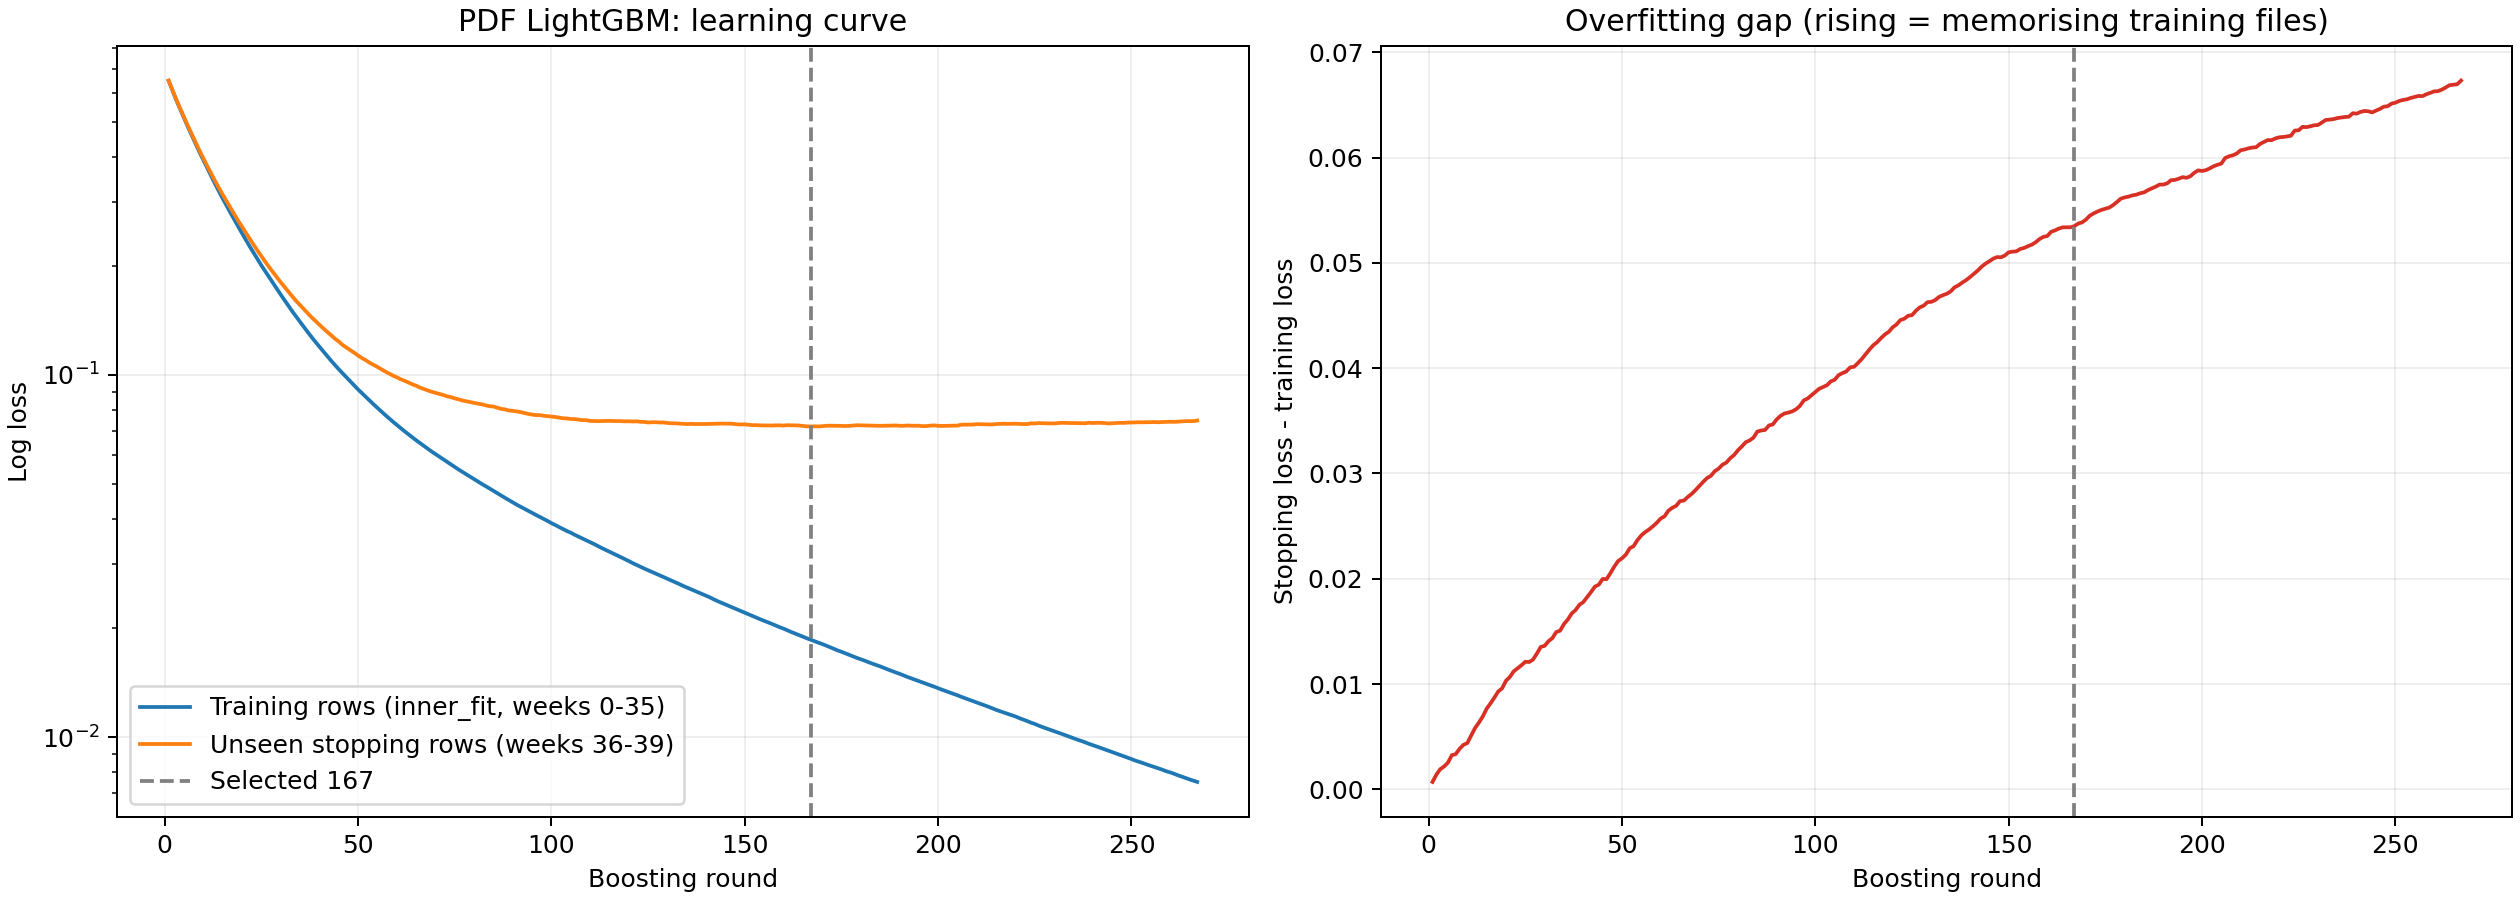 PDF LightGBM: learning curve
Log loss
10⁻¹
10⁻²
Training rows (inner_fit, weeks 0-35)
Unseen stopping rows (weeks 36-39)
Selected 167
0 50 100 150 200 250
Boosting round
Overfitting gap (rising = memorising training files)
Stopping loss - training loss
0.07
0.06
0.05
0.04
0.03
0.02
0.01
0.00
0 50 100 150 200 250
Boosting round